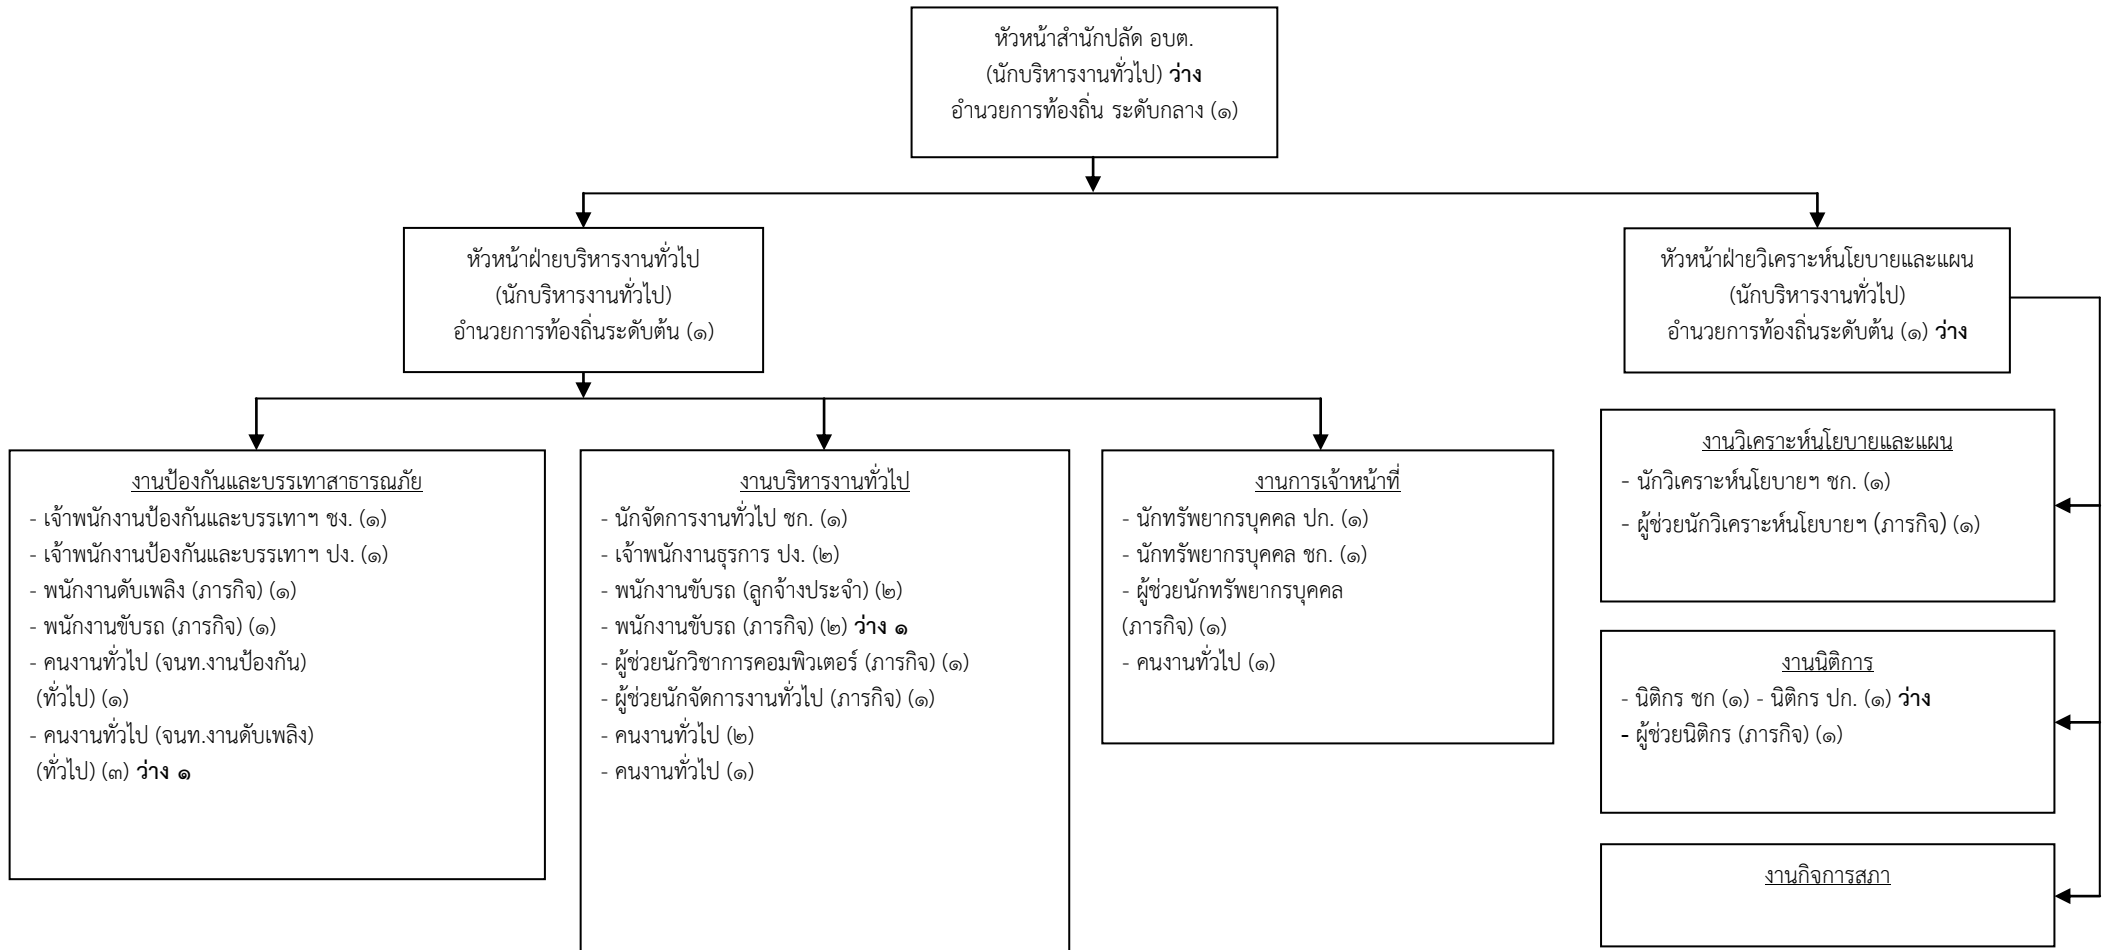 หัวหน้าสำนักปลัด อบต.
(นักบริหารงานทั่วไป) ว่าง
อำนวยการท้องถิ่น ระดับกลาง (๑)
หัวหน้าฝ่ายบริหารงานทั่วไป
(นักบริหารงานทั่วไป)
อำนวยการท้องถิ่นระดับต้น (๑)
หัวหน้าฝ่ายวิเคราะห์นโยบายและแผน
(นักบริหารงานทั่วไป)
อำนวยการท้องถิ่นระดับต้น (๑) ว่าง
งานป้องกันและบรรเทาสาธารณภัย
- เจ้าพนักงานป้องกันและบรรเทาฯ ชง. (๑)
- เจ้าพนักงานป้องกันและบรรเทาฯ ปง. (๑)
- พนักงานดับเพลิง (ภารกิจ) (๑)
- พนักงานขับรถ (ภารกิจ) (๑)
- คนงานทั่วไป (จนท.งานป้องกัน)
(ทั่วไป) (๑)
- คนงานทั่วไป (จนท.งานดับเพลิง)
(ทั่วไป) (๓) ว่าง ๑
งานบริหารงานทั่วไป
- นักจัดการงานทั่วไป ชก. (๑)
- เจ้าพนักงานธุรการ ปง. (๒)
- พนักงานขับรถ (ลูกจ้างประจำ) (๒)
- พนักงานขับรถ (ภารกิจ) (๒) ว่าง ๑
- ผู้ช่วยนักวิชาการคอมพิวเตอร์ (ภารกิจ) (๑)
- ผู้ช่วยนักจัดการงานทั่วไป (ภารกิจ) (๑)
- คนงานทั่วไป (๒)
- คนงานทั่วไป (๑)
งานการเจ้าหน้าที่
- นักทรัพยากรบุคคล ปก. (๑)
- นักทรัพยากรบุคคล ชก. (๑)
- ผู้ช่วยนักทรัพยากรบุคคล
(ภารกิจ) (๑)
- คนงานทั่วไป (๑)
งานวิเคราะห์นโยบายและแผน
- นักวิเคราะห์นโยบายฯ ชก. (๑)
- ผู้ช่วยนักวิเคราะห์นโยบายฯ (ภารกิจ) (๑)
งานนิติการ
- นิติกร ชก (๑) - นิติกร ปก. (๑) ว่าง
- ผู้ช่วยนิติกร (ภารกิจ) (๑)
งานกิจการสภา